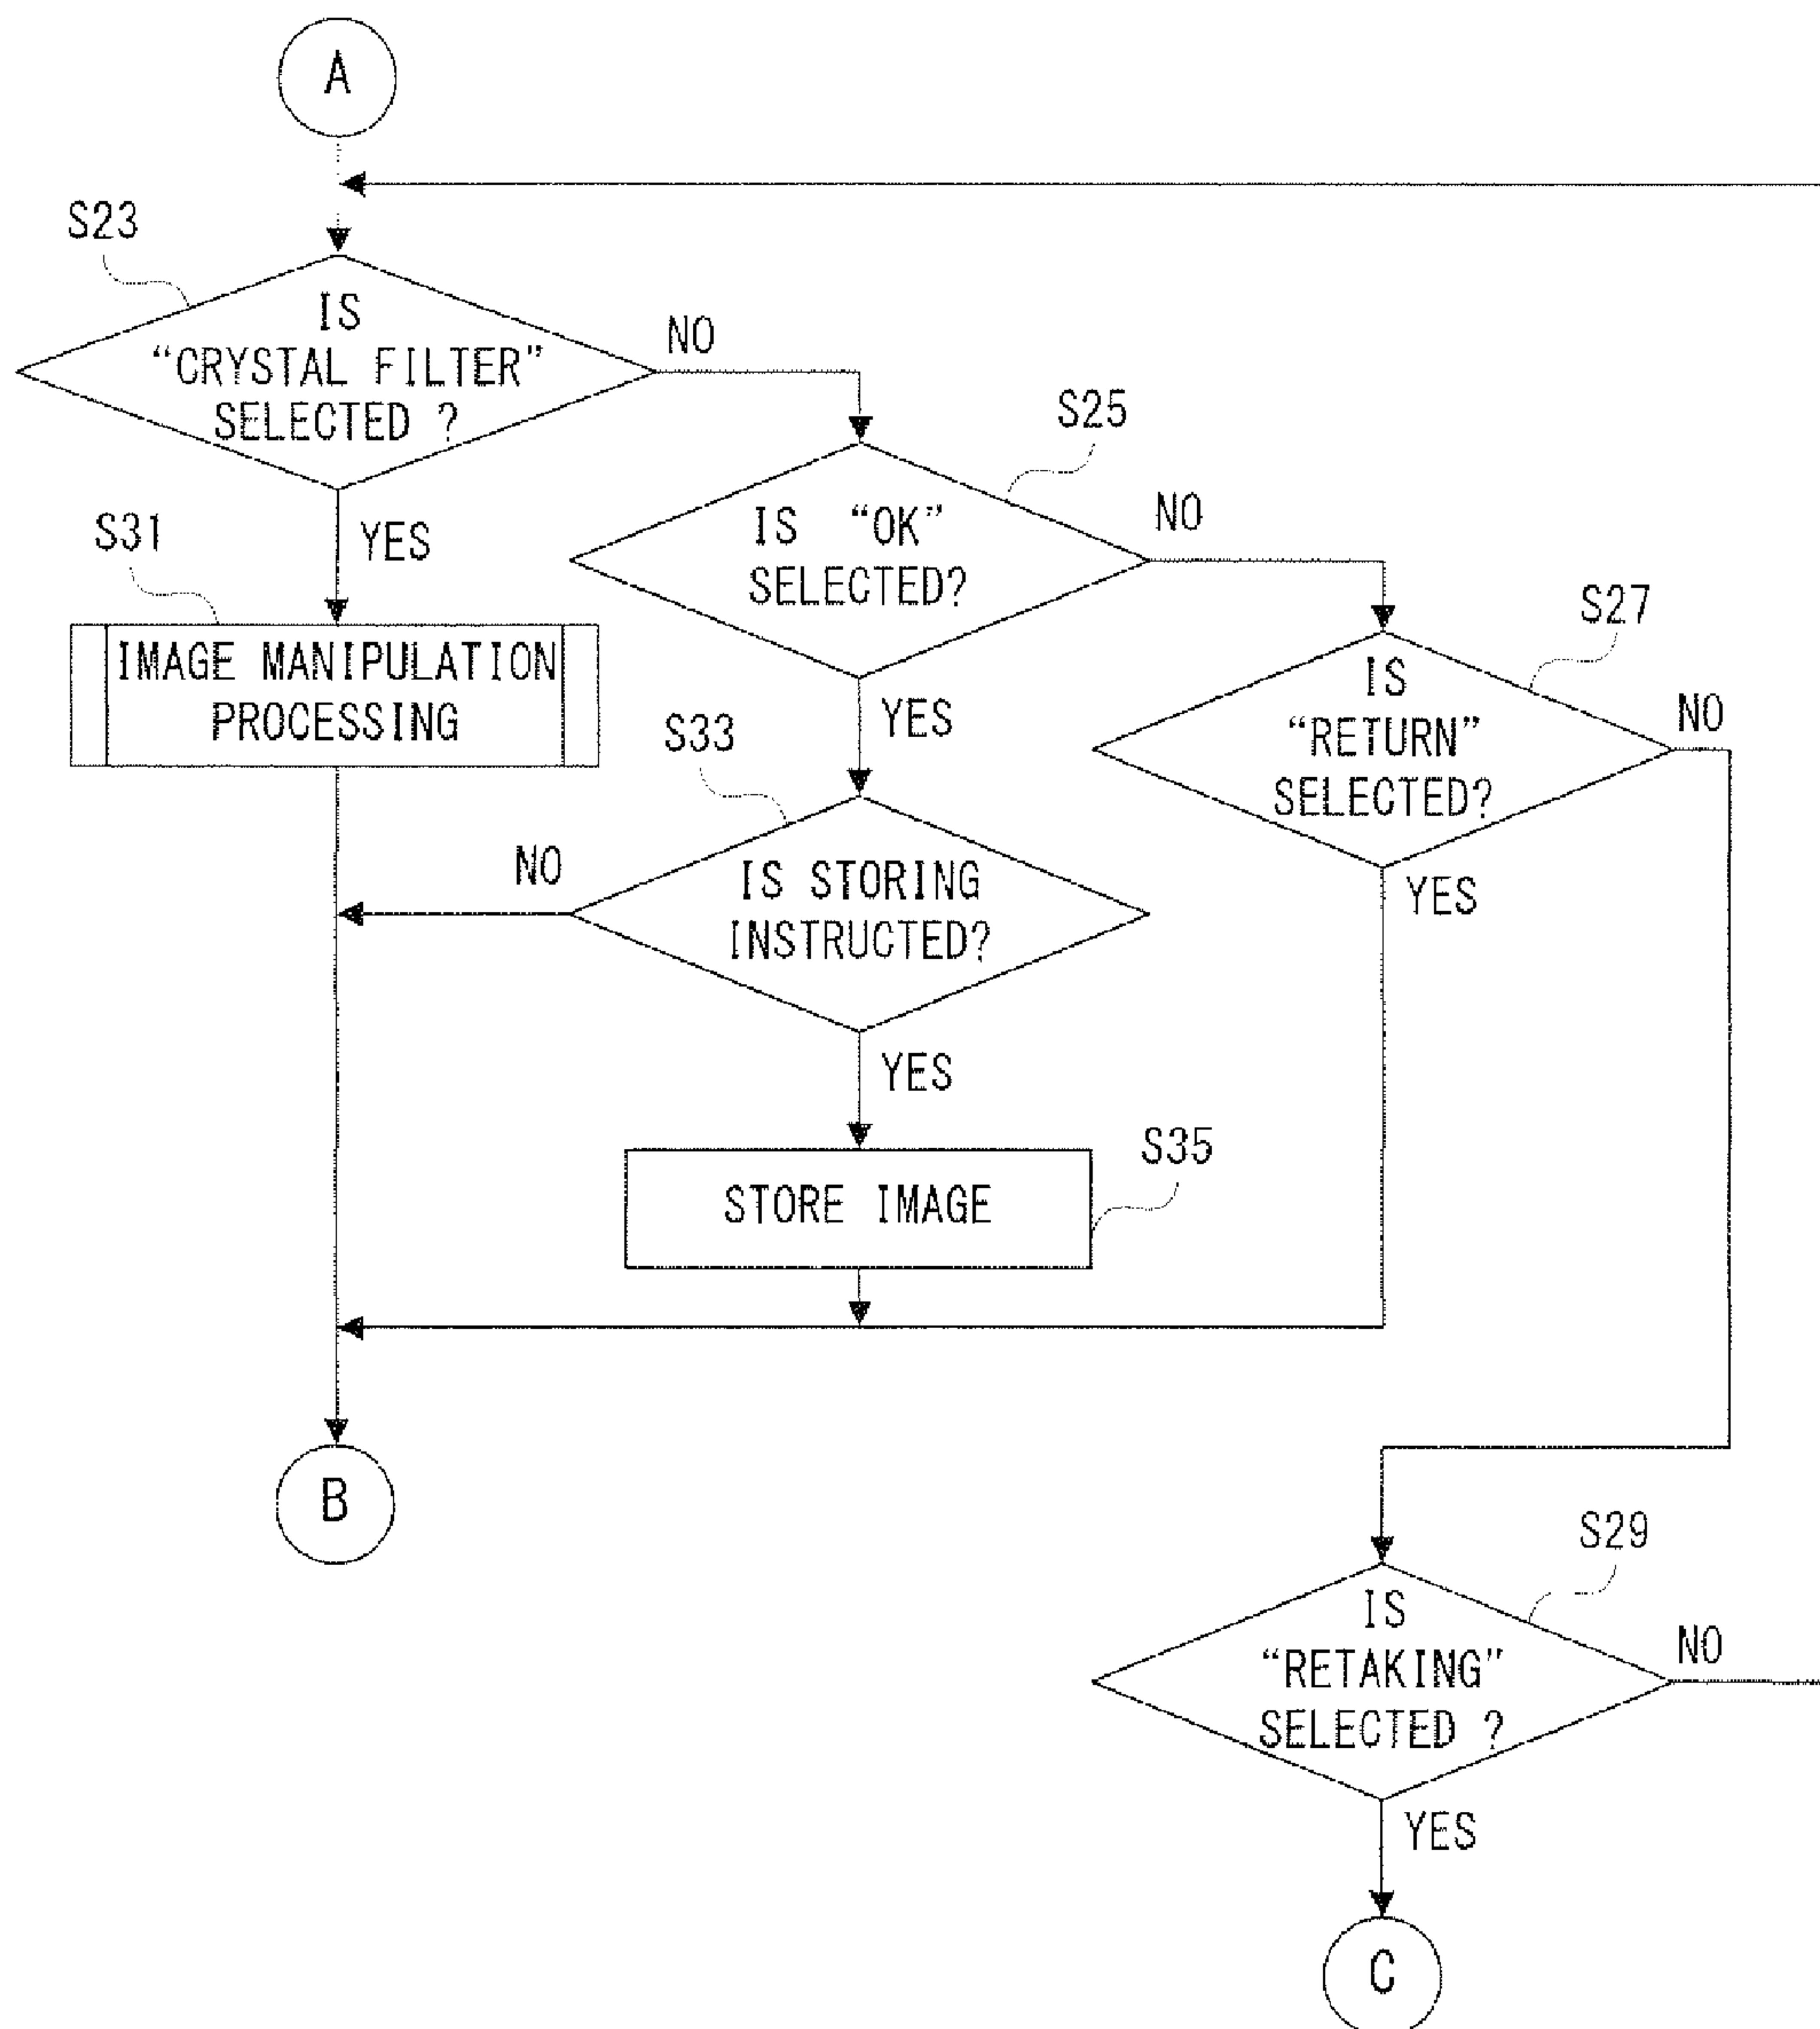 A
S23
IS
“CRYSTAL FILTER”
SELECTED ?
NO
S25
IS “OK”
SELECTED?
NO
S27
IS
“RETURN”
SELECTED?
NO
YES
S31
IMAGE MANIPULATION
PROCESSING
YES
S33
IS STORING
INSTRUCTED?
NO
YES
YES
S35
STORE IMAGE
B
S29
IS
“RETAKING”
SELECTED ?
NO
YES
C